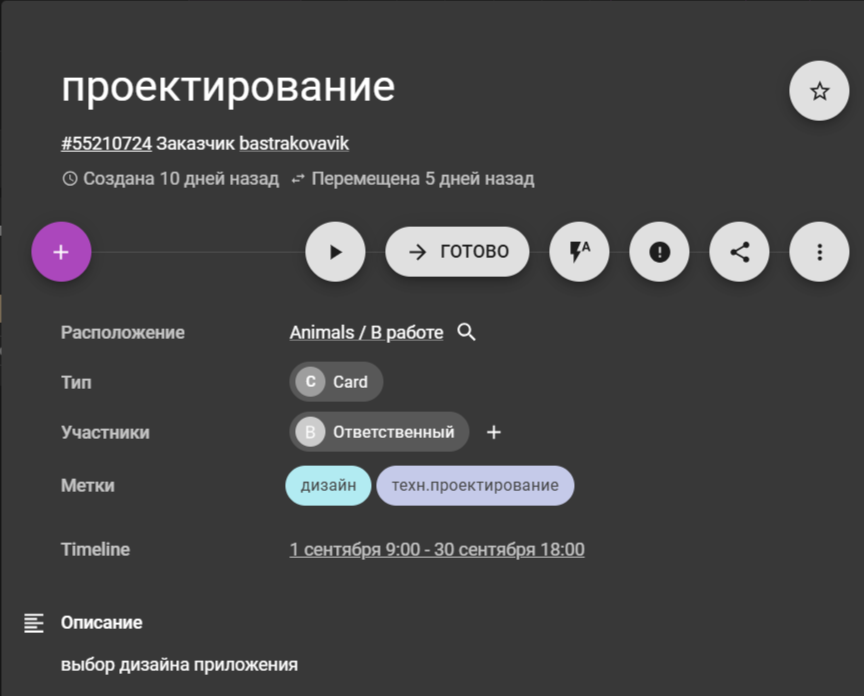 проектирование
#55210724 Заказчик bastrakovavik
Создана 10 дней назад Перемещена 5 дней назад
+ ГОТОВО A
Расположение Animals / В работе
Тип C Card
Участники B Ответственный +
Метки дизайн техн.проектирование
Timeline 1 сентября 9:00 - 30 сентября 18:00
Описание
выбор дизайна приложения